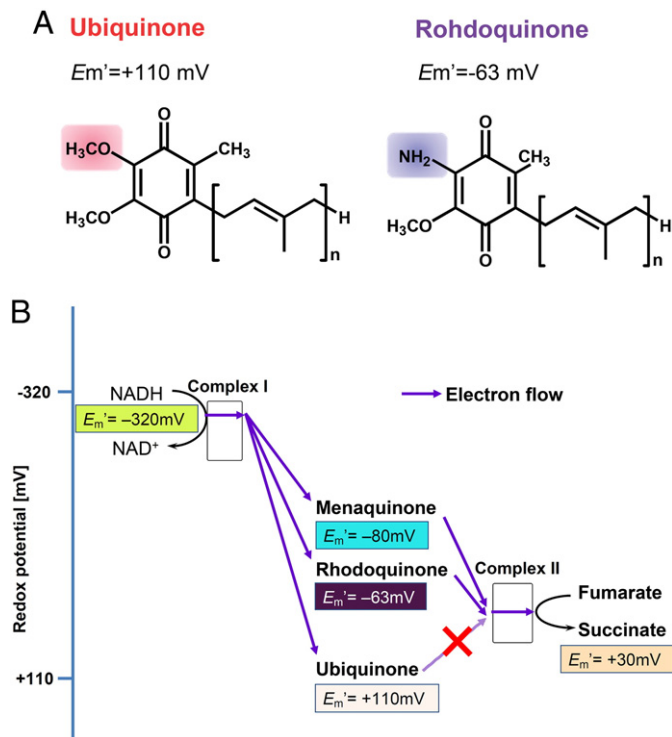 A
Ubiquinone
Em'=+110 mV
O
H₃CO
CH₃
H₃CO
O
H
n
Rohdoquinone
Em'=-63 mV
O
NH₂
CH₃
H₃CO
O
H
n
B
Redox potential [mV]
-320
+110
NADH
Complex I
Em'= –320mV
NAD⁺
Electron flow
Menaquinone
Em'= –80mV
Rhodoquinone
Em'= –63mV
Ubiquinone
Em'= +110mV
Complex II
Fumarate
Succinate
Em'= +30mV